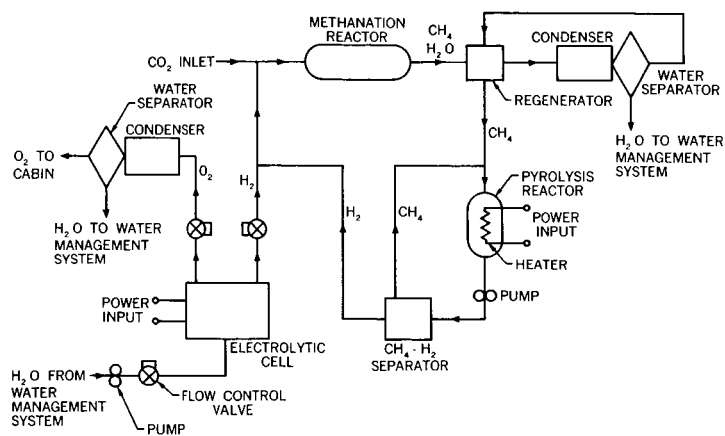 METHANATION
REACTOR
CH₄
H₂O
CONDENSER
CO₂ INLET
REGENERATOR
WATER
SEPARATOR
H₂O TO WATER
MANAGEMENT
SYSTEM
WATER
SEPARATOR
CONDENSER
O₂ TO
CABIN
O₂
H₂
H₂O TO WATER
MANAGEMENT
SYSTEM
CH₄
PYROLYSIS
REACTOR
POWER
INPUT
HEATER
H₂
CH₄
PUMP
CH₄-H₂
SEPARATOR
POWER
INPUT
ELECTROLYTIC
CELL
H₂O FROM
WATER
MANAGEMENT
SYSTEM
FLOW CONTROL
VALVE
PUMP